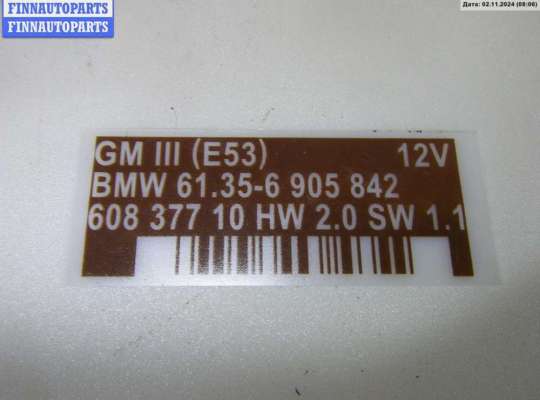 FINNAUTOPARTS
FINNAUTOPARTS
FINNAUTOPARTS
Дата: 02.11.2024 (08:06)
GM III (E53) 12V
BMW 61.35-6 905 842
608 377 10 HW 2.0 SW 1.1